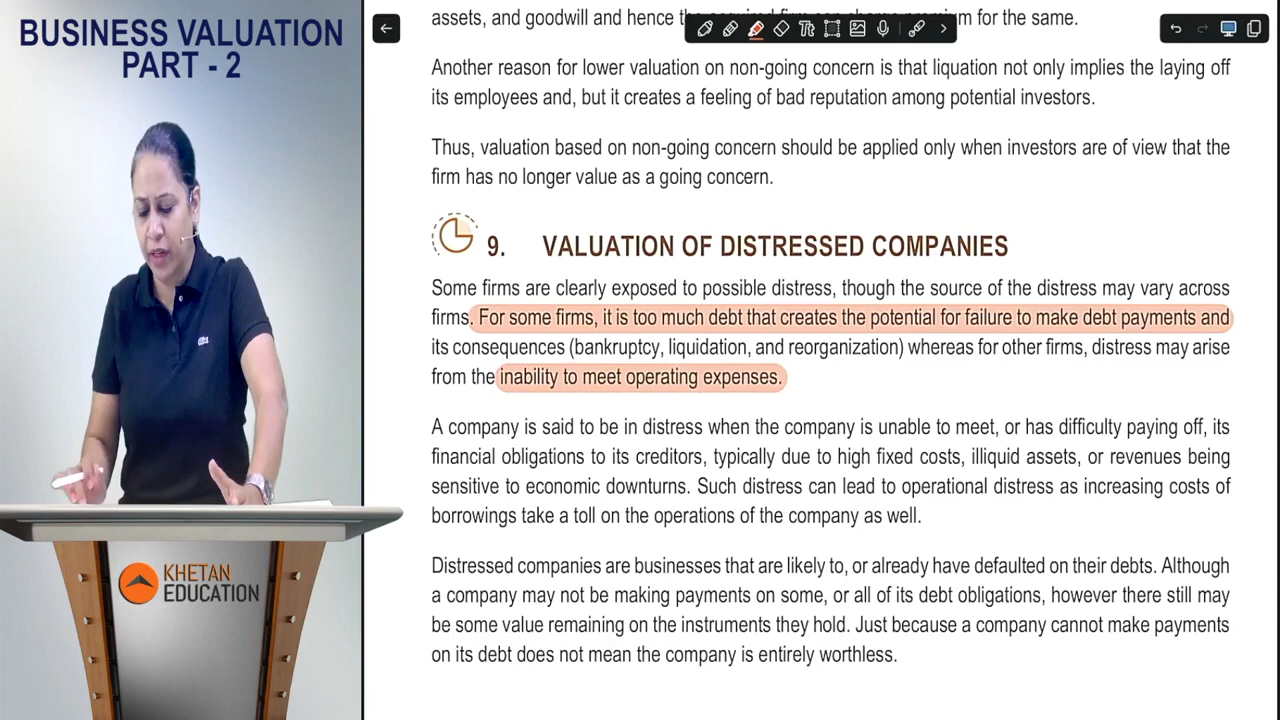 BUSINESS VALUATION
PART - 2
assets, and goodwill and hence the for the same.
Another reason for lower valuation on non-going concern is that liquation not only implies the laying off
its employees and, but it creates a feeling of bad reputation among potential investors.
Thus, valuation based on non-going concern should be applied only when investors are of view that the
firm has no longer value as a going concern.
9. VALUATION OF DISTRESSED COMPANIES
Some firms are clearly exposed to possible distress, though the source of the distress may vary across
firms. For some firms, it is too much debt that creates the potential for failure to make debt payments and
its consequences (bankruptcy, liquidation, and reorganization) whereas for other firms, distress may arise
from the inability to meet operating expenses.
A company is said to be in distress when the company is unable to meet, or has difficulty paying off, its
financial obligations to its creditors, typically due to high fixed costs, illiquid assets, or revenues being
sensitive to economic downturns. Such distress can lead to operational distress as increasing costs of
borrowings take a toll on the operations of the company as well.
Distressed companies are businesses that are likely to, or already have defaulted on their debts. Although
a company may not be making payments on some, or all of its debt obligations, however there still may
be some value remaining on the instruments they hold. Just because a company cannot make payments
on its debt does not mean the company is entirely worthless.
KHETAN
EDUCATION